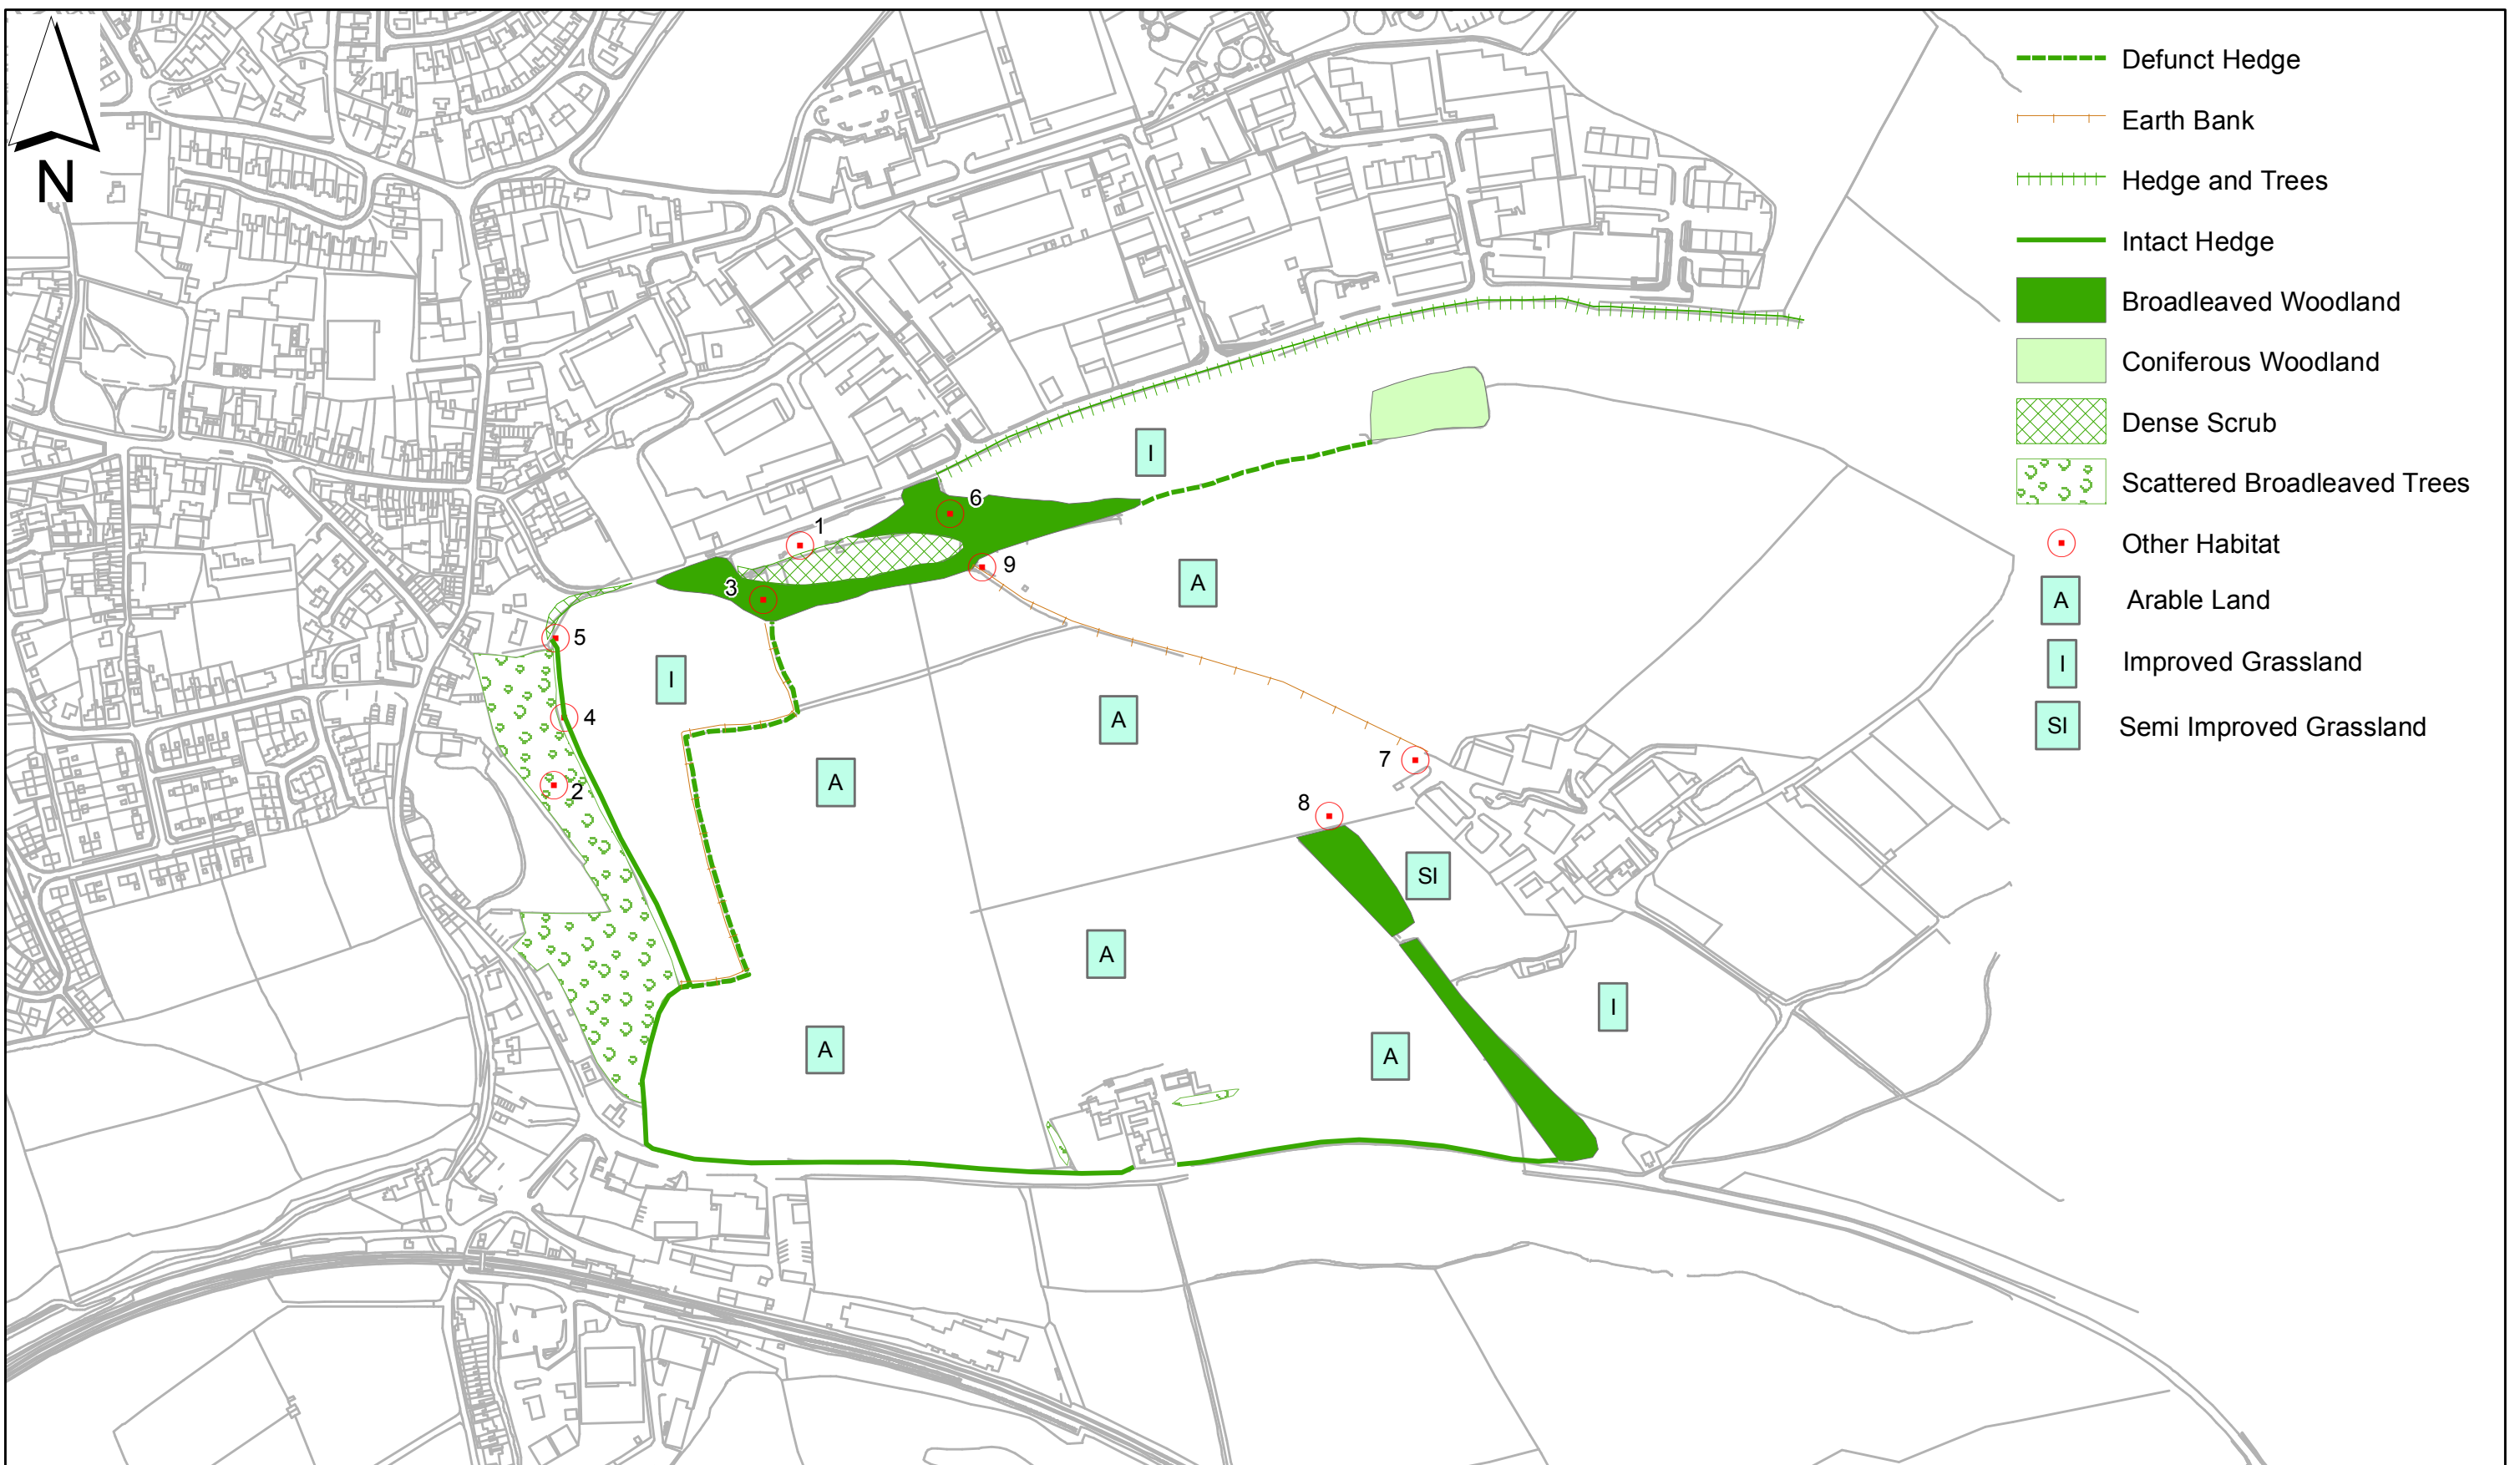 N
Defunct Hedge
Earth Bank
Hedge and Trees
Intact Hedge
Broadleaved Woodland
Coniferous Woodland
Dense Scrub
Scattered Broadleaved Trees
Other Habitat
A Arable Land
I Improved Grassland
SI Semi Improved Grassland
I
6
1
9
3
A
5
I
4
A
7
A
2
8
SI
A
I
A
A